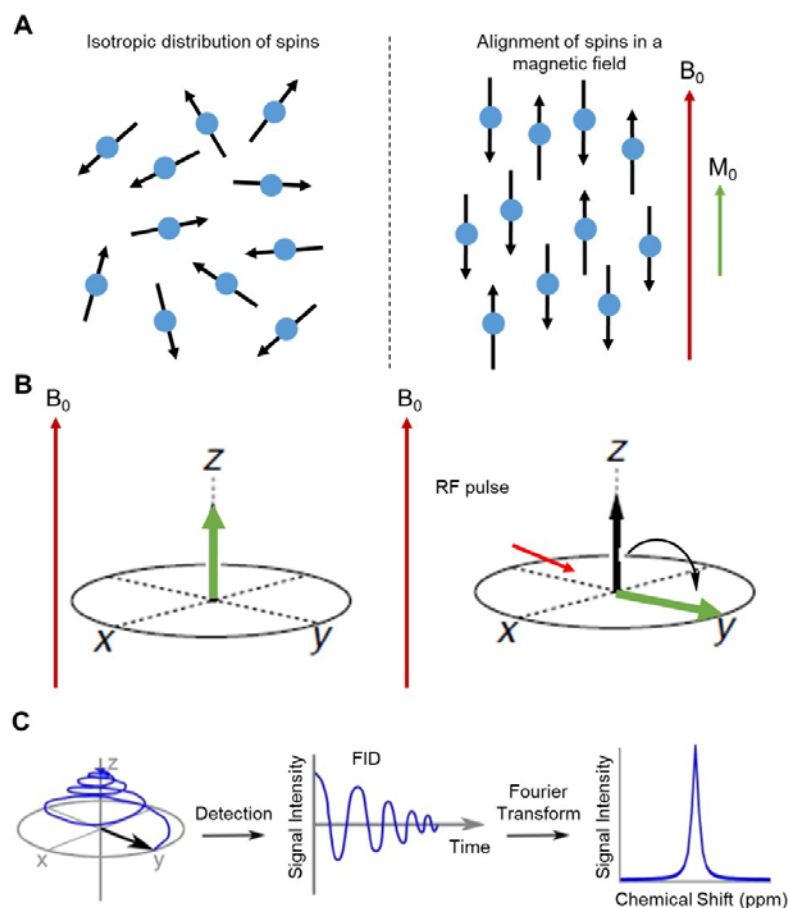 A
Isotropic distribution of spins
Alignment of spins in a
magnetic field
B0
M0
B
B0
z
x
y
B0
RF pulse
z
x
y
C
z
x
y
Detection
Signal Intensity
FID
Time
Fourier
Transform
Signal Intensity
Chemical Shift (ppm)